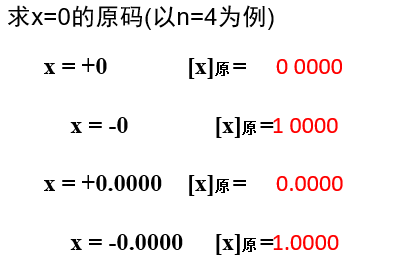 求x=0的原码(以n=4为例)
x = +0 [x]原 = 0 0000
x = -0 [x]原 =1 0000
x = +0.0000 [x]原 = 0.0000
x = -0.0000 [x]原 =1.0000